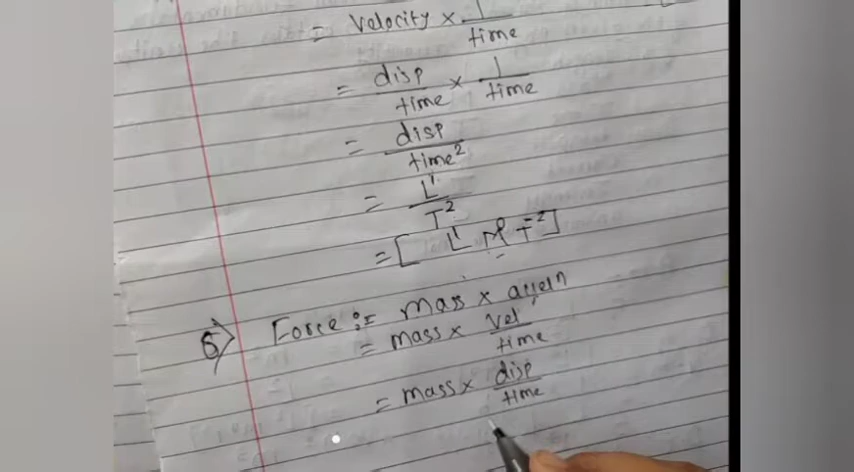 = velocity × 1/time
= disp/time × 1/time
= disp/time²
= L¹/T²
= [L¹ M⁰ T⁻²]
5) Force := mass × acceln
= mass × vel/time
= mass × disp/time